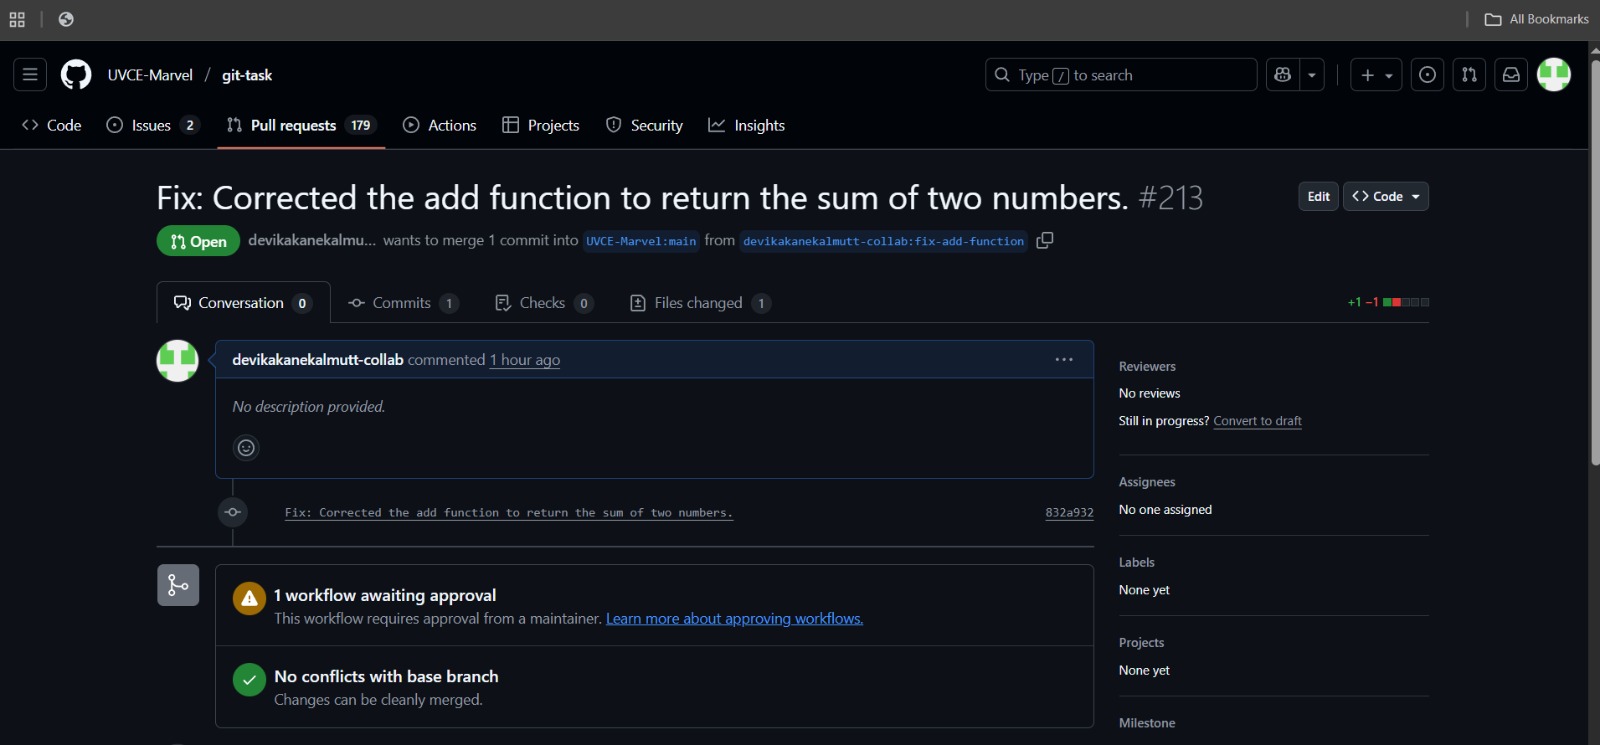 All Bookmarks
UVCE-Marvel / git-task
Type / to search
Code
Issues 2
Pull requests 179
Actions
Projects
Security
Insights
Fix: Corrected the add function to return the sum of two numbers. #213
Edit
Code
Open
devikakanekalmu... wants to merge 1 commit into UVCE-Marvel:main from devikakanekalmutt-collab:fix-add-function
Conversation 0
Commits 1
Checks 0
Files changed 1
+1 −1
devikakanekalmutt-collab commented 1 hour ago
No description provided.
Fix: Corrected the add function to return the sum of two numbers. 832a932
1 workflow awaiting approval
This workflow requires approval from a maintainer. Learn more about approving workflows.
No conflicts with base branch
Changes can be cleanly merged.
Reviewers
No reviews
Still in progress? Convert to draft
Assignees
No one assigned
Labels
None yet
Projects
None yet
Milestone